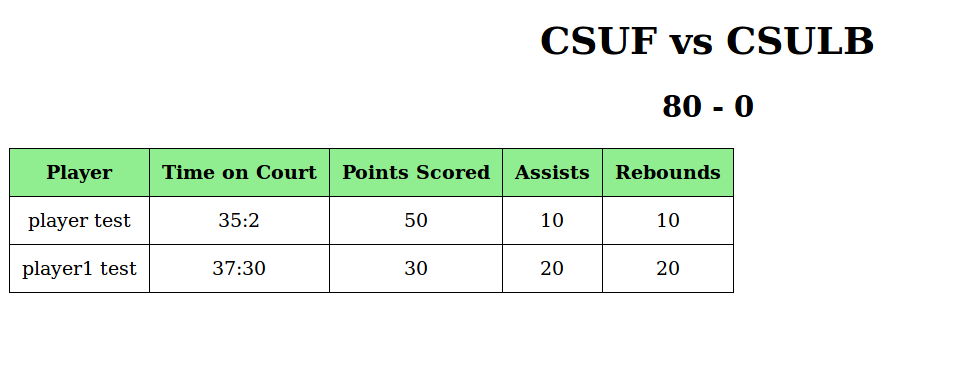 CSUF vs CSULB
80 - 0
Player Time on Court Points Scored Assists Rebounds
player test 35:2 50 10 10
player1 test 37:30 30 20 20